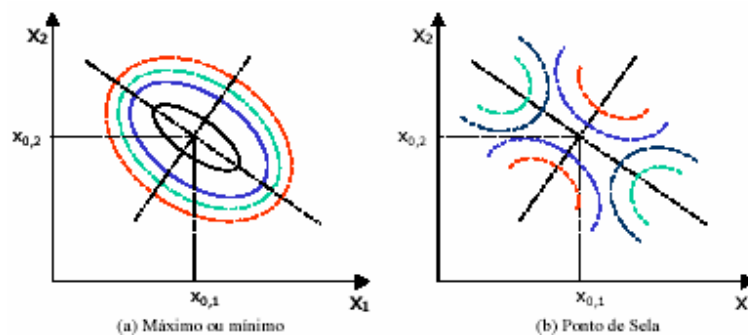 X₂
x₀,₂
x₀,₁
X₁
(a) Máximo ou mínimo
X₂
x₀,₂
x₀,₁
X
(b) Ponto de Sela